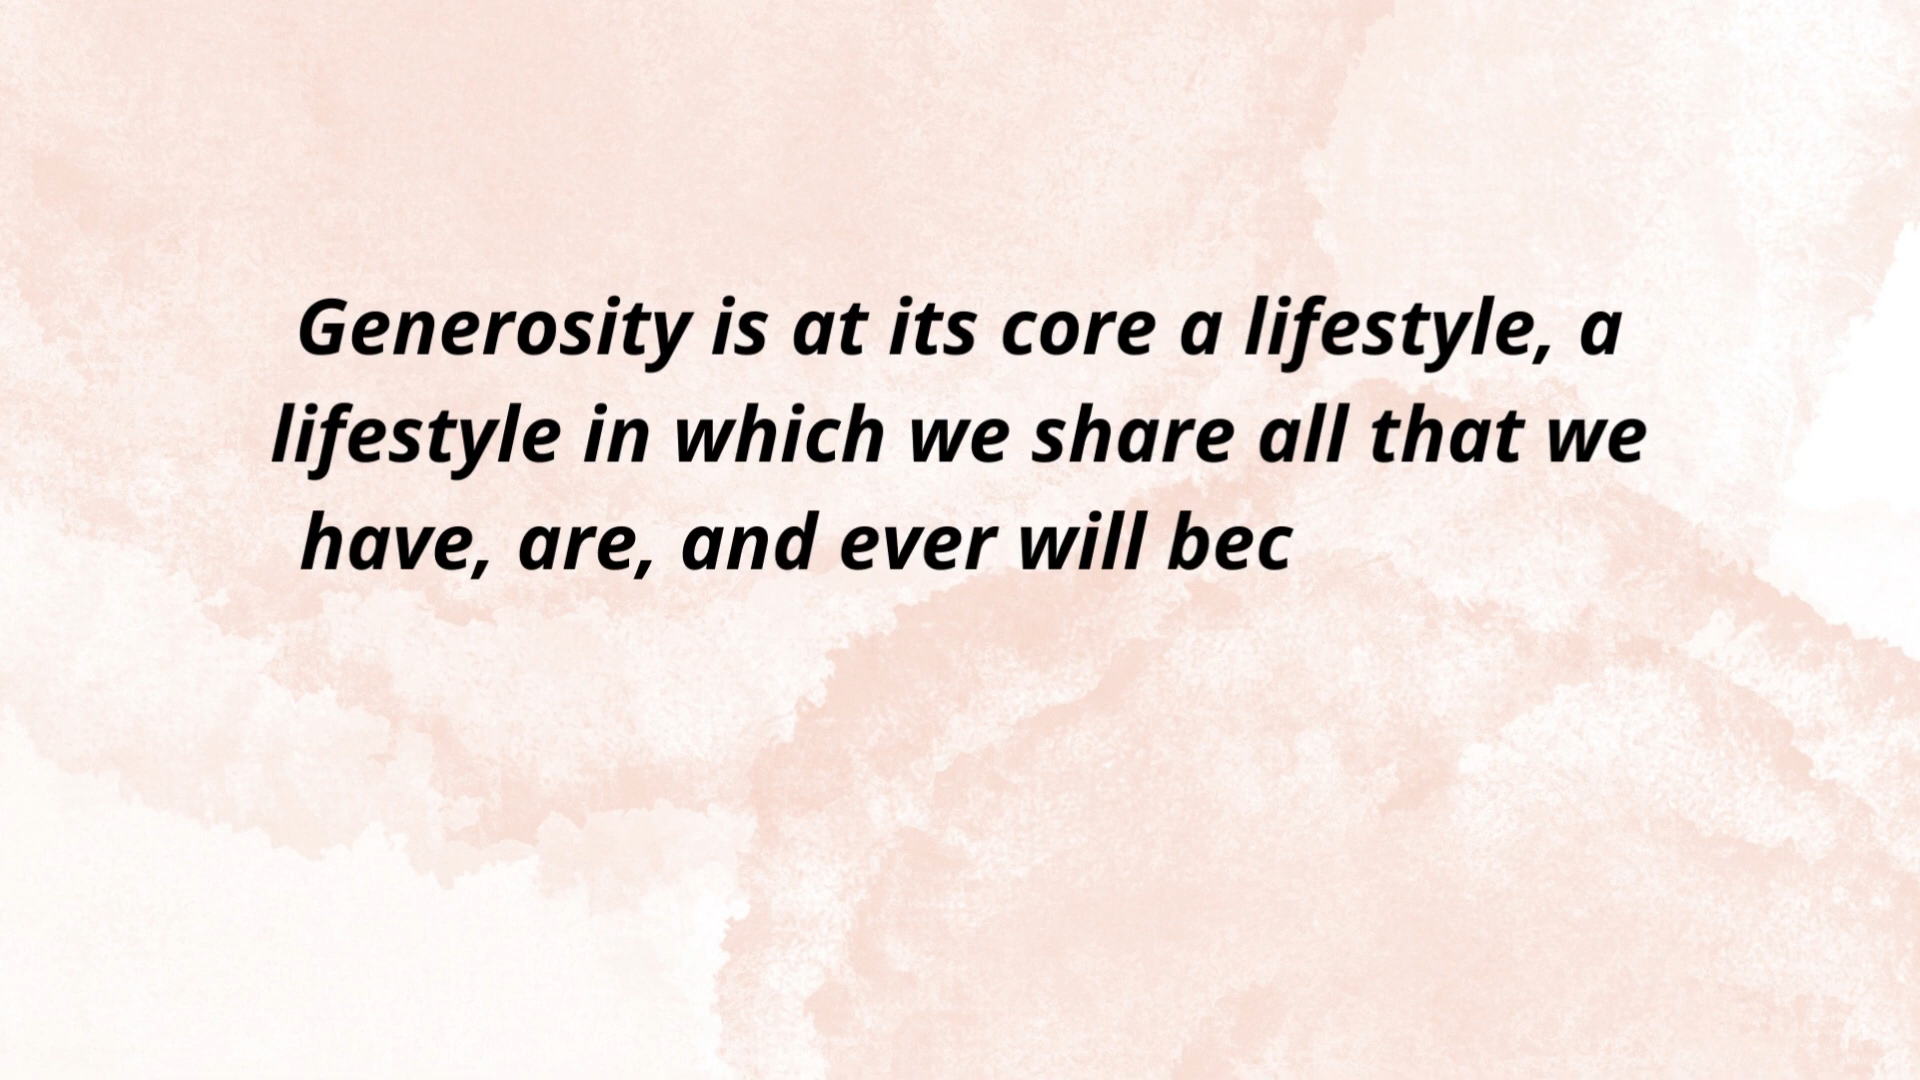 Generosity is at its core a lifestyle, a
lifestyle in which we share all that we
have, are, and ever will bec